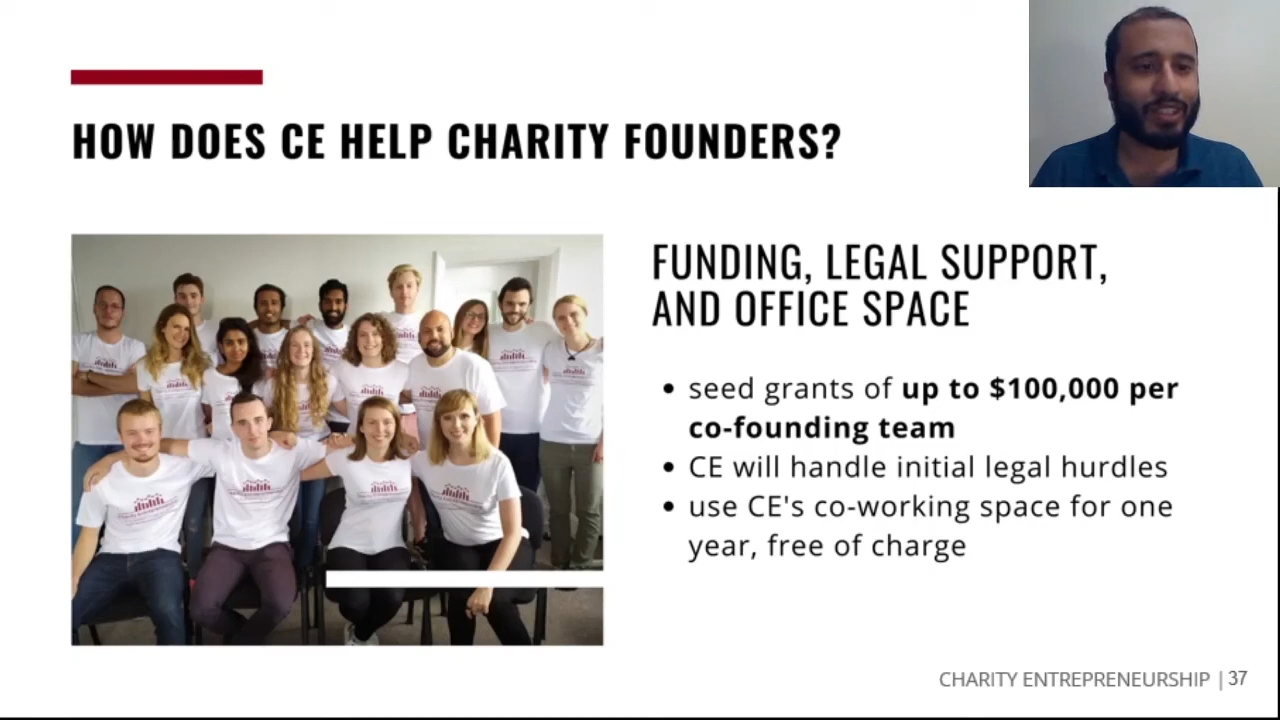 HOW DOES CE HELP CHARITY FOUNDERS?
FUNDING, LEGAL SUPPORT,
AND OFFICE SPACE
• seed grants of up to $100,000 per
co-founding team
• CE will handle initial legal hurdles
• use CE's co-working space for one
year, free of charge
CHARITY ENTREPRENEURSHIP | 37